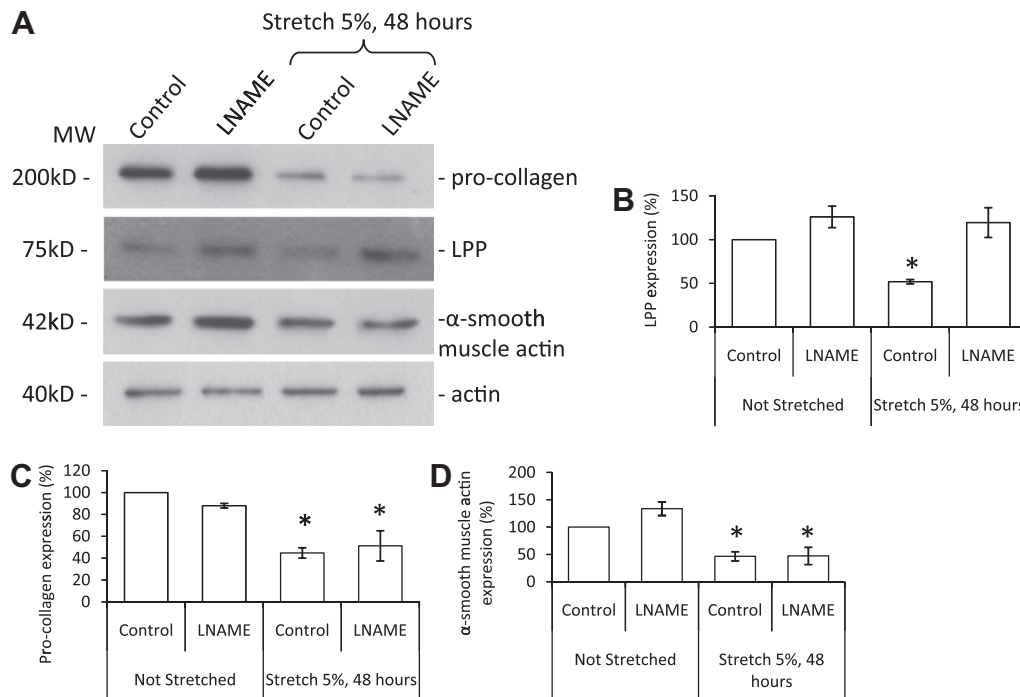 A
Stretch 5%, 48 hours
Control
LNAME
Control
LNAME
MW
200kD -
- pro-collagen
75kD -
- LPP
42kD -
-α-smooth
muscle actin
40kD -
- actin
B
LPP expression (%)
150
100
50
0
Control
LNAME
Control
LNAME
Not Stretched
Stretch 5%, 48 hours
*
C
Pro-collagen expression (%)
120
100
80
60
40
20
0
*
*
Control
LNAME
Control
LNAME
Not Stretched
Stretch 5%, 48 hours
D
α-smooth muscle actin
expression (%)
200
150
100
50
0
*
*
Control
LNAME
Control
LNAME
Not Stretched
Stretch 5%, 48
hours